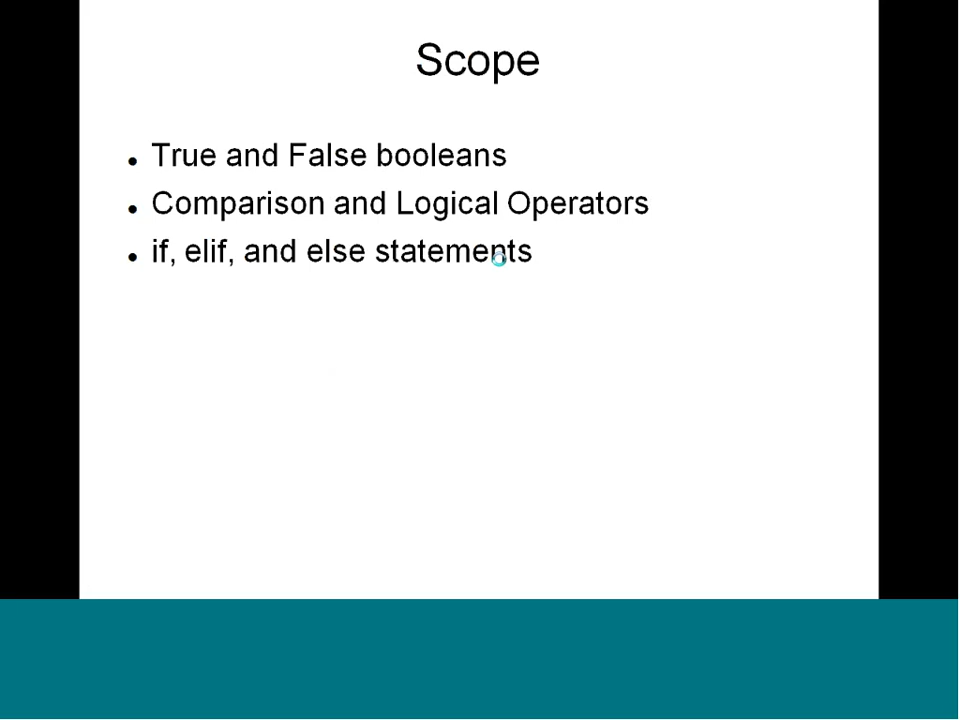 Scope
• True and False booleans
• Comparison and Logical Operators
• if, elif, and else statements